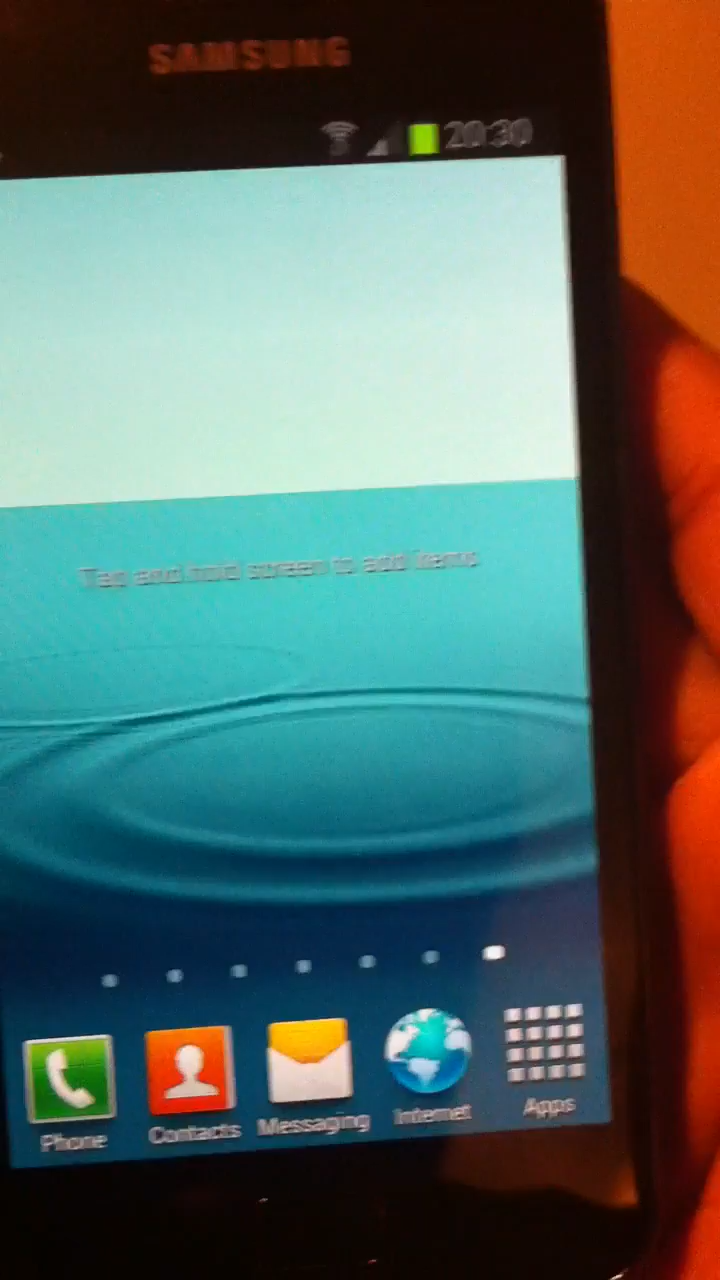 SAMSUNG
20:30
Tap and hold screen to add items
Phone
Contacts
Messaging
Internet
Apps